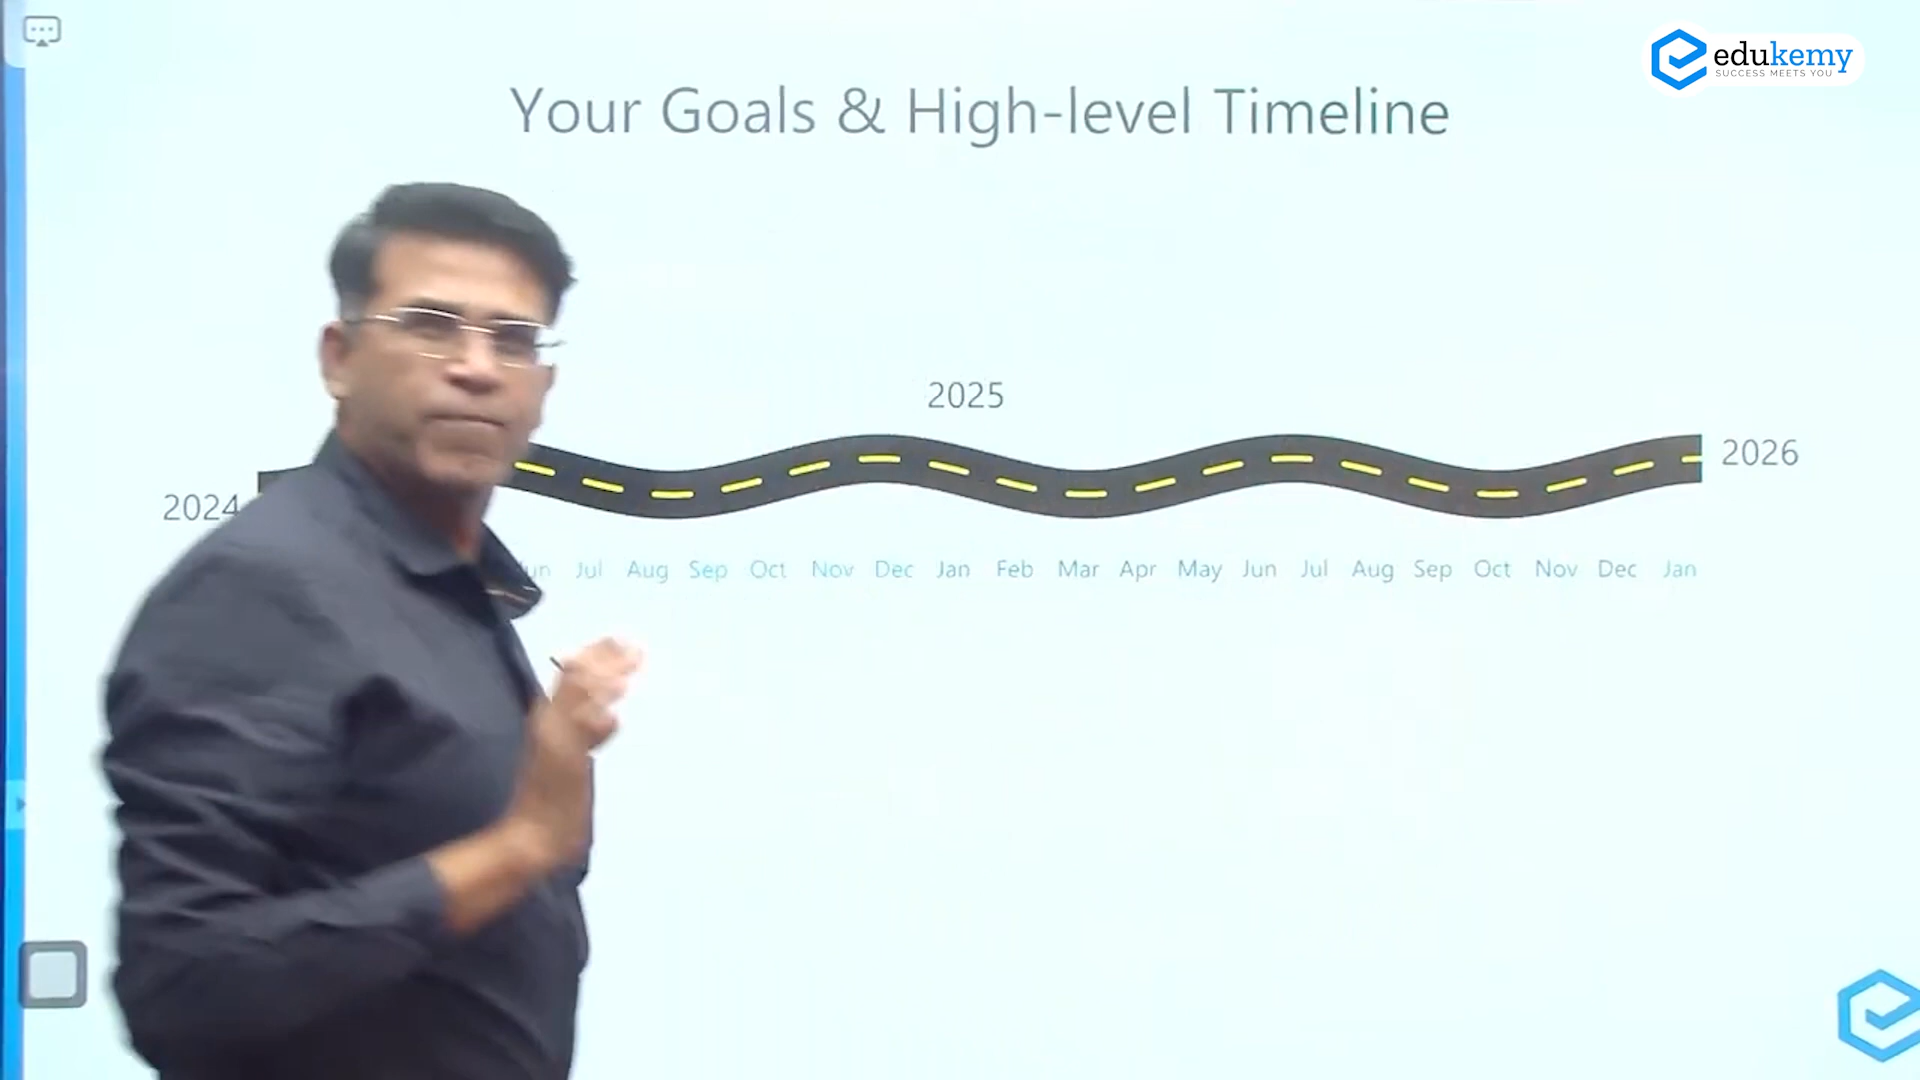 edukemy
SUCCESS MEETS YOU
Your Goals & High-level Timeline
2025
2026
2024
Jul Aug Sep Oct Nov Dec Jan Feb Mar Apr May Jun Jul Aug Sep Oct Nov Dec Jan